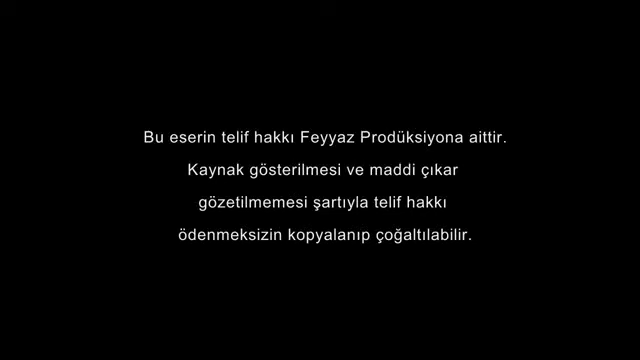 Bu eserin telif hakkı Feyyaz Prodüksiyona aittir.
Kaynak gösterilmesi ve maddi çıkar
gözetilmemesi şartıyla telif hakkı
ödenmeksizin kopyalanıp çoğaltılabilir.